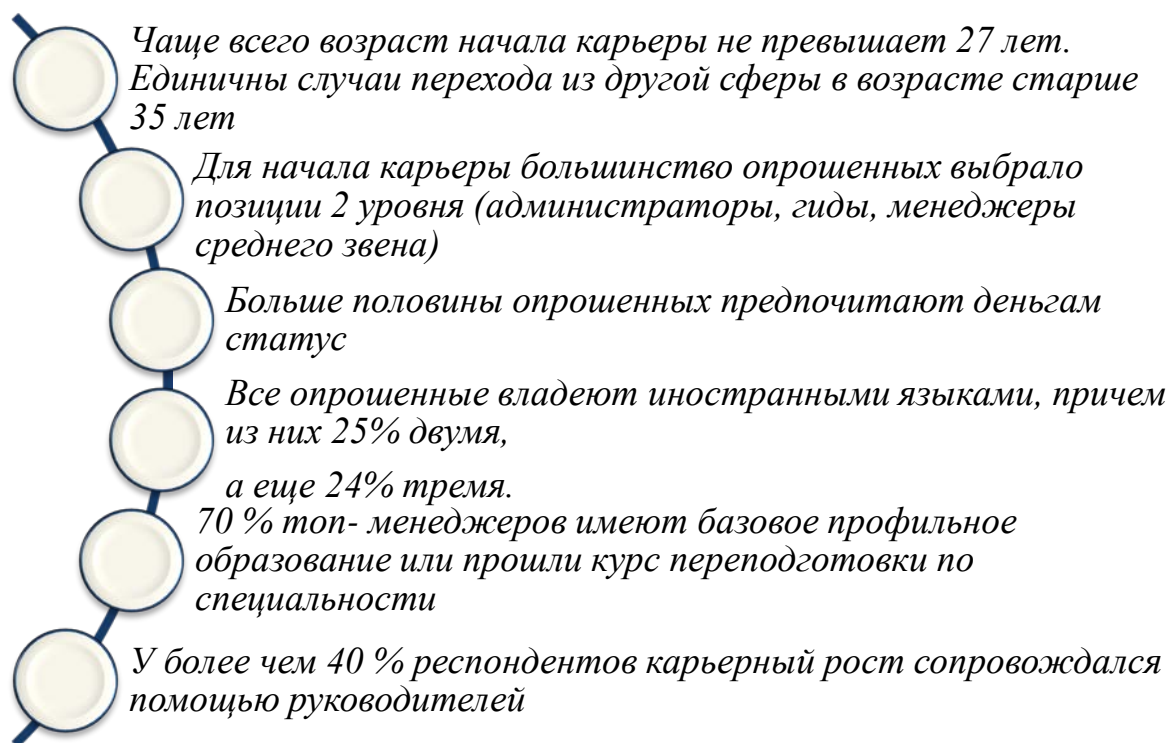 Чаще всего возраст начала карьеры не превышает 27 лет.
Единичны случаи перехода из другой сферы в возрасте старше
35 лет
Для начала карьеры большинство опрошенных выбрало
позиции 2 уровня (администраторы, гиды, менеджеры
среднего звена)
Больше половины опрошенных предпочитают деньгам
статус
Все опрошенные владеют иностранными языками, причем
из них 25% двумя,
а еще 24% тремя.
70 % топ- менеджеров имеют базовое профильное
образование или прошли курс переподготовки по
специальности
У более чем 40 % респондентов карьерный рост сопровождался
помощью руководителей